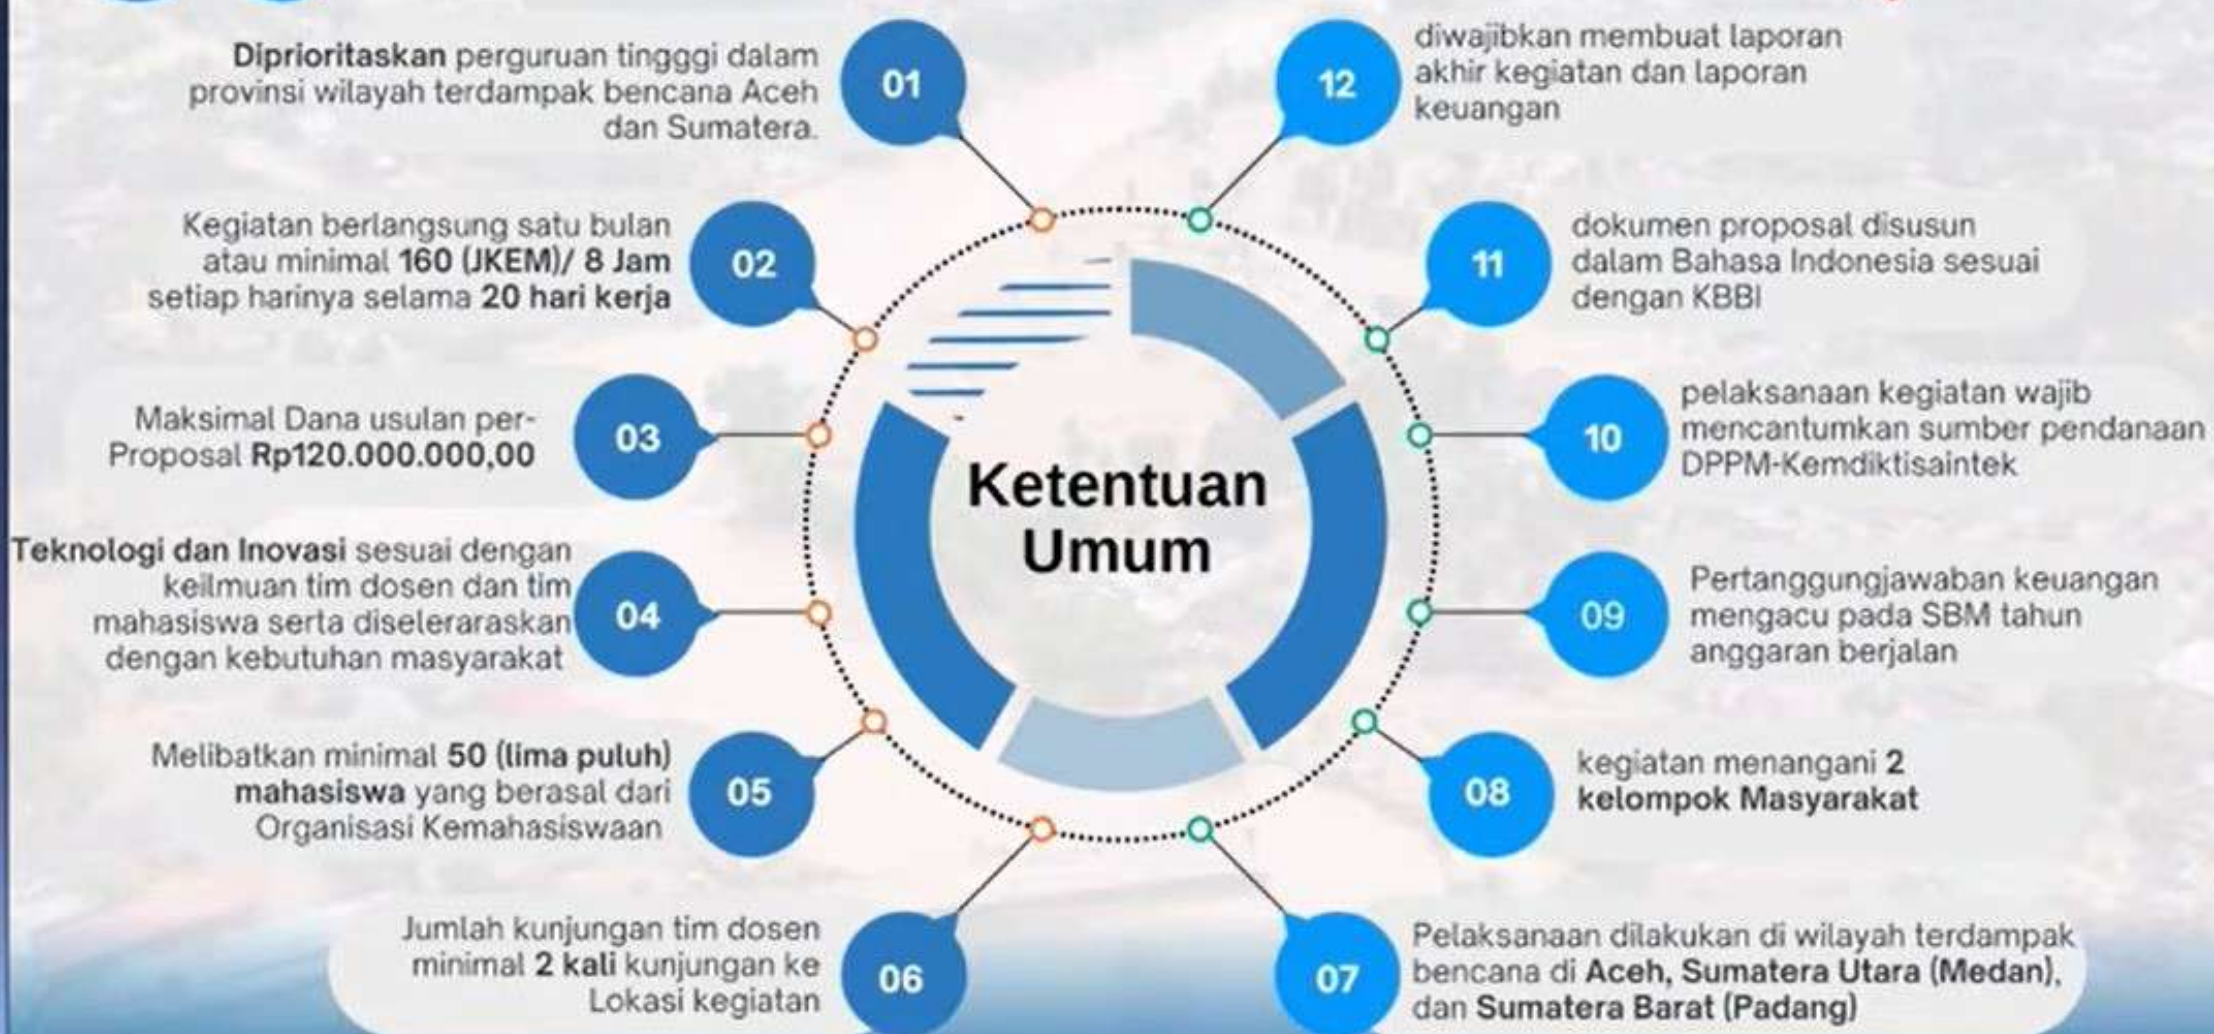 01
Diprioritaskan perguruan tingggi dalam
provinsi wilayah terdampak bencana Aceh
dan Sumatera.
02
Kegiatan berlangsung satu bulan
atau minimal 160 (JKEM)/ 8 Jam
setiap harinya selama 20 hari kerja
03
Maksimal Dana usulan per-
Proposal Rp120.000.000,00
04
Teknologi dan Inovasi sesuai dengan
keilmuan tim dosen dan tim
mahasiswa serta diseleraraskan
dengan kebutuhan masyarakat
05
Melibatkan minimal 50 (lima puluh)
mahasiswa yang berasal dari
Organisasi Kemahasiswaan
06
Jumlah kunjungan tim dosen
minimal 2 kali kunjungan ke
Lokasi kegiatan
Ketentuan
Umum
07
Pelaksanaan dilakukan di wilayah terdampak
bencana di Aceh, Sumatera Utara (Medan),
dan Sumatera Barat (Padang)
08
kegiatan menangani 2
kelompok Masyarakat
09
Pertanggungjawaban keuangan
mengacu pada SBM tahun
anggaran berjalan
10
pelaksanaan kegiatan wajib
mencantumkan sumber pendanaan
DPPM-Kemdiktisaintek
11
dokumen proposal disusun
dalam Bahasa Indonesia sesuai
dengan KBBI
12
diwajibkan membuat laporan
akhir kegiatan dan laporan
keuangan